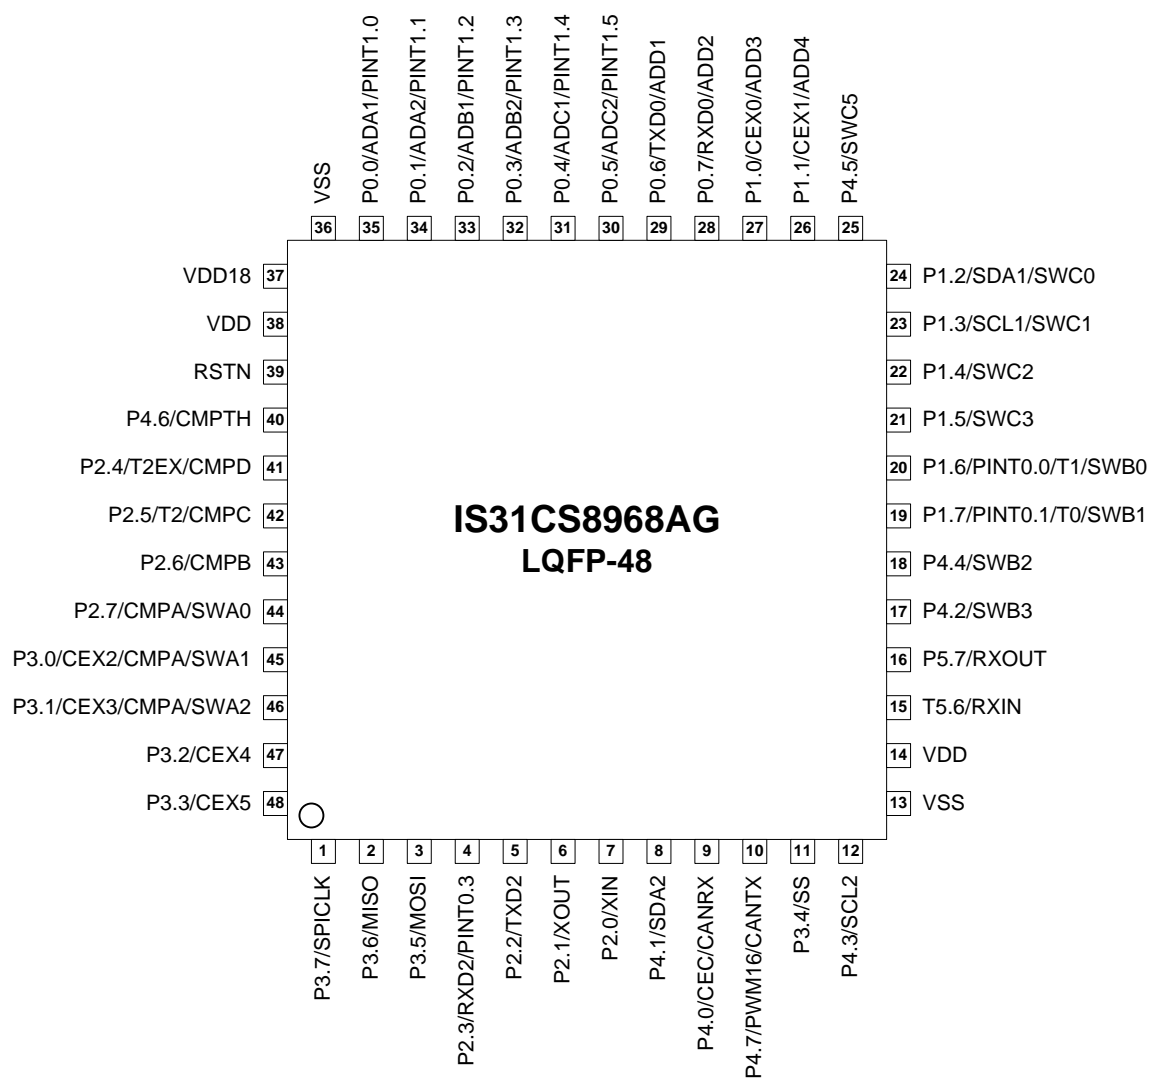 VSS
P0.0/ADA1/PINT1.0
P0.1/ADA2/PINT1.1
P0.2/ADB1/PINT1.2
P0.3/ADB2/PINT1.3
P0.4/ADC1/PINT1.4
P0.5/ADC2/PINT1.5
P0.6/TXD0/ADD1
P0.7/RXD0/ADD2
P1.0/CEX0/ADD3
P1.1/CEX1/ADD4
P4.5/SWC5
36 35 34 33 32 31 30 29 28 27 26 25
VDD18 37
VDD 38
RSTN 39
P4.6/CMPTH 40
P2.4/T2EX/CMPD 41
P2.5/T2/CMPC 42
P2.6/CMPB 43
P2.7/CMPA/SWA0 44
P3.0/CEX2/CMPA/SWA1 45
P3.1/CEX3/CMPA/SWA2 46
P3.2/CEX4 47
P3.3/CEX5 48
IS31CS8968AG
LQFP-48
24 P1.2/SDA1/SWC0
23 P1.3/SCL1/SWC1
22 P1.4/SWC2
21 P1.5/SWC3
20 P1.6/PINT0.0/T1/SWB0
19 P1.7/PINT0.1/T0/SWB1
18 P4.4/SWB2
17 P4.2/SWB3
16 P5.7/RXOUT
15 T5.6/RXIN
14 VDD
13 VSS
1 2 3 4 5 6 7 8 9 10 11 12
P3.7/SPICLK
P3.6/MISO
P3.5/MOSI
P2.3/RXD2/PINT0.3
P2.2/TXD2
P2.1/XOUT
P2.0/XIN
P4.1/SDA2
P4.0/CEC/CANRX
P4.7/PWM16/CANTX
P3.4/SS
P4.3/SCL2